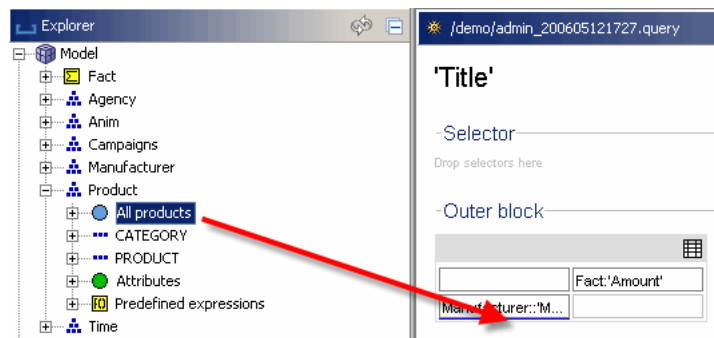 Explorer
Model
Fact
Agency
Anim
Campaigns
Manufacturer
Product
All products
CATEGORY
PRODUCT
Attributes
Predefined expressions
Time
/demo/admin_200605121727.query
'Title'
Selector
Drop selectors here
Outer block
Fact:'Amount'
Manufacturer::'M...